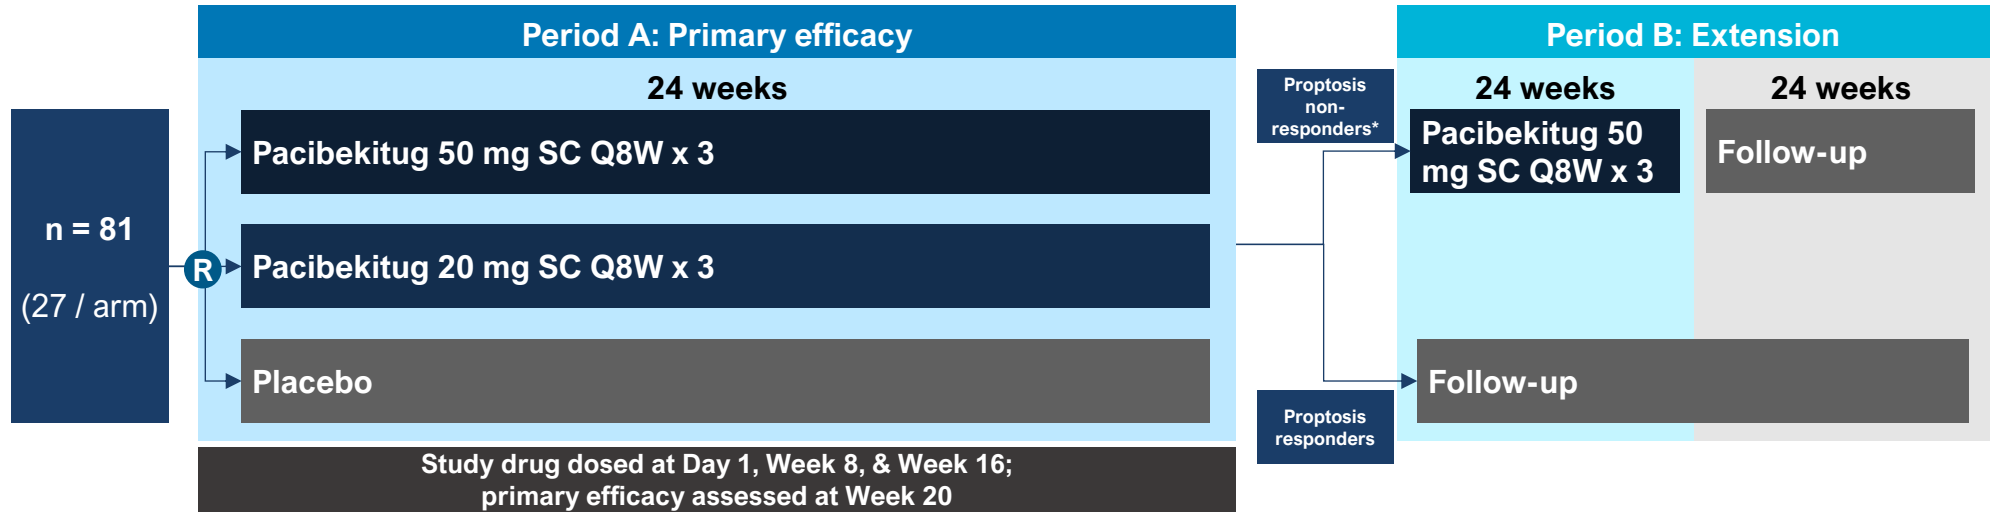 Period A: Primary efficacy
24 weeks
n = 81
(27 / arm)
R
Pacibekitug 50 mg SC Q8W x 3
Pacibekitug 20 mg SC Q8W x 3
Placebo
Study drug dosed at Day 1, Week 8, & Week 16;
primary efficacy assessed at Week 20
Proptosis
non-
responders*
Proptosis
responders
Period B: Extension
24 weeks
24 weeks
Pacibekitug 50
mg SC Q8W x 3
Follow-up
Follow-up